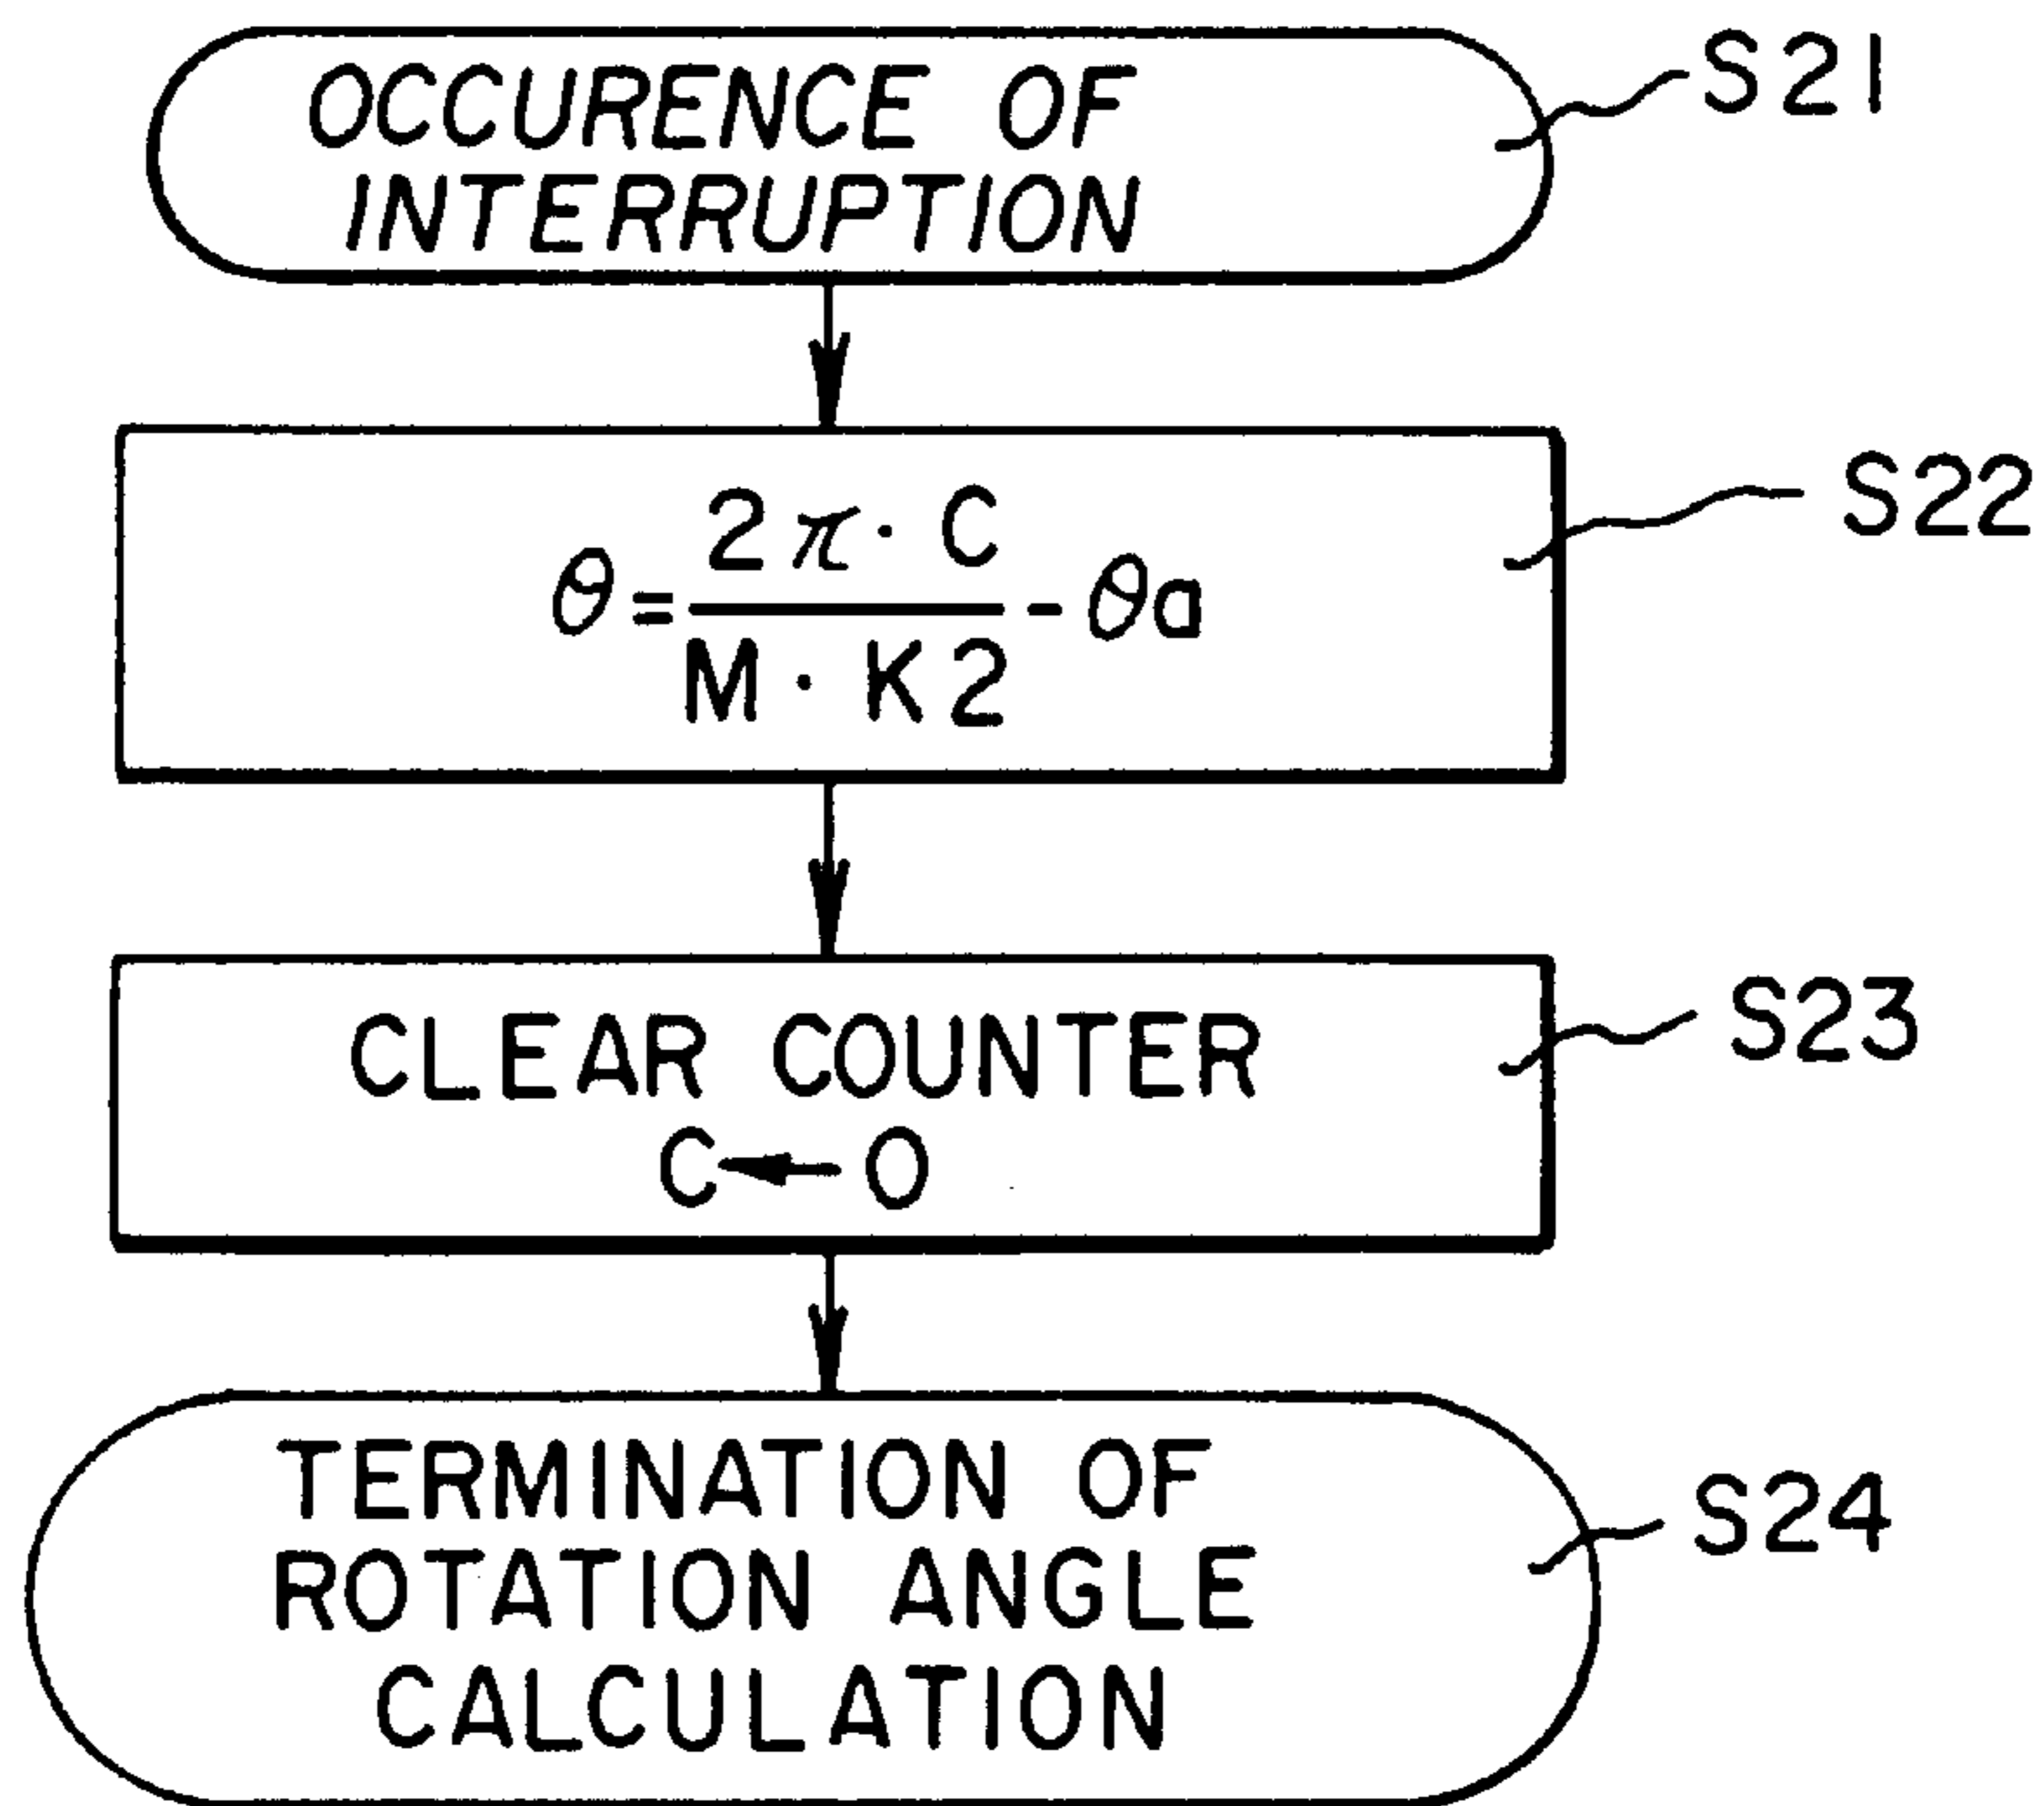 OCCURENCE OF
INTERRUPTION
S21
θ = 2π · C / M · K2 - θa
S22
CLEAR COUNTER
C ← 0
S23
TERMINATION OF
ROTATION ANGLE
CALCULATION
S24